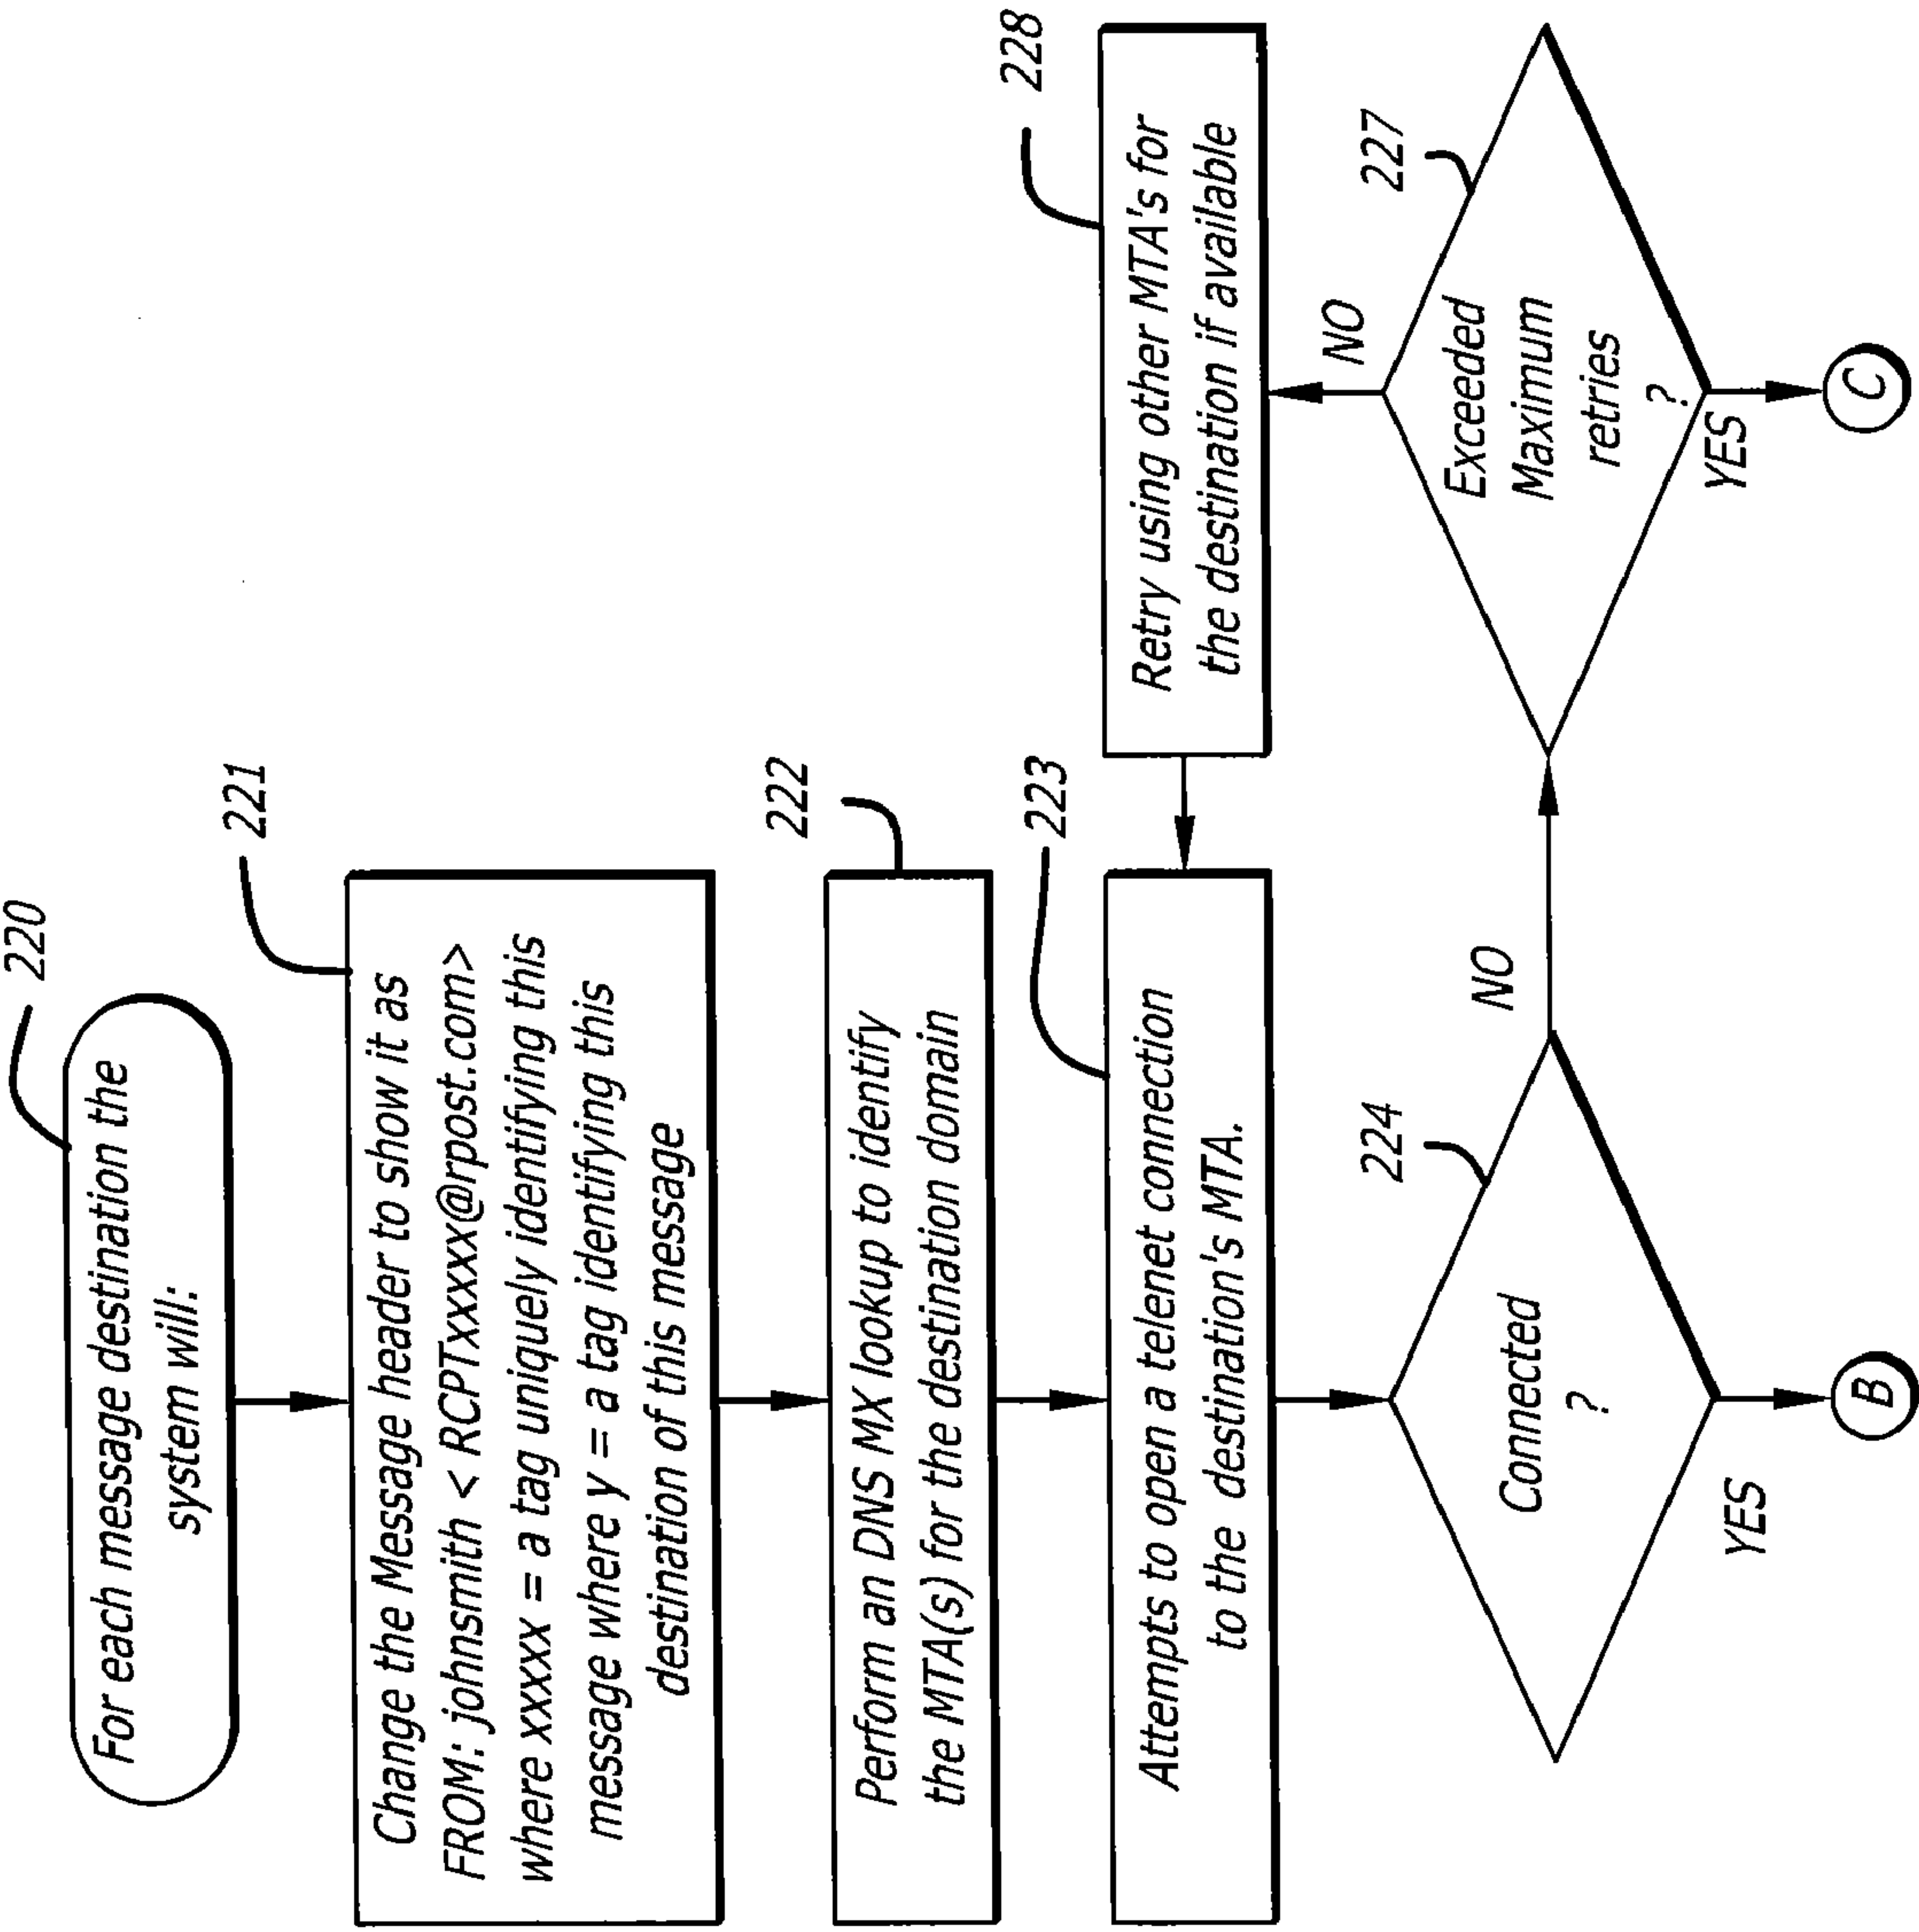 220
For each message destination the
system will:
221
Change the Message header to show it as
FROM: johnsmith < RCPTxxxxx@rpost.com>
where xxxxx = a tag uniquely identifying this
message where y = a tag identifying this
destination of this message
222
Perform an DNS MX lookup to identify
the MTA(s) for the destination domain
223
Attempts to open a telenet connection
to the destination's MTA.
228
Retry using other MTA's for
the destination if available
224
Connected
?
NO
YES
B
227
Exceeded
Maximum
retries
?
NO
YES
C